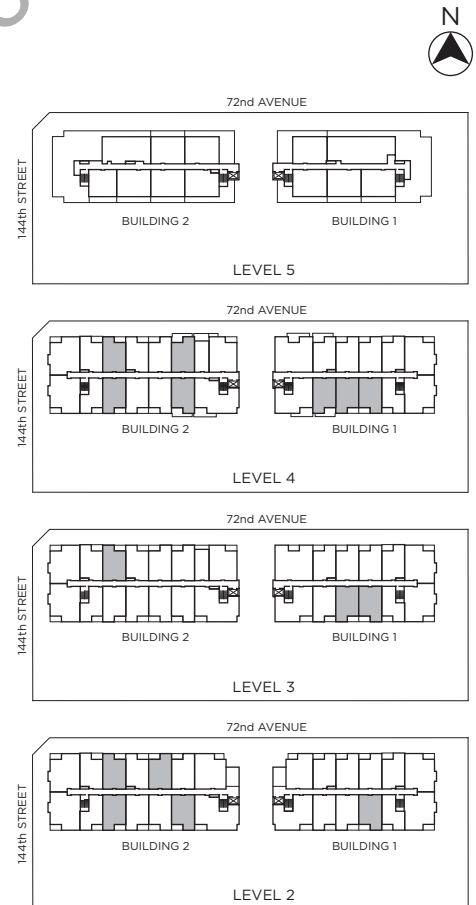 N
72nd AVENUE
144th STREET
BUILDING 2 BUILDING 1
LEVEL 5
72nd AVENUE
144th STREET
BUILDING 2 BUILDING 1
LEVEL 4
72nd AVENUE
144th STREET
BUILDING 2 BUILDING 1
LEVEL 3
72nd AVENUE
144th STREET
BUILDING 2 BUILDING 1
LEVEL 2